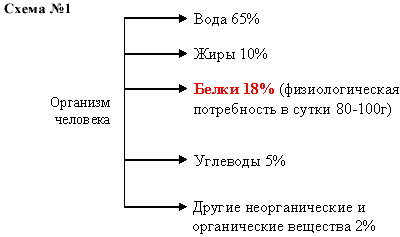 Схема №1
Вода 65%
Жиры 10%
Белки 18% (физиологическая
потребность в сутки 80-100г)
Организм
человека
Углеводы 5%
Другие неорганические и
органические вещества 2%